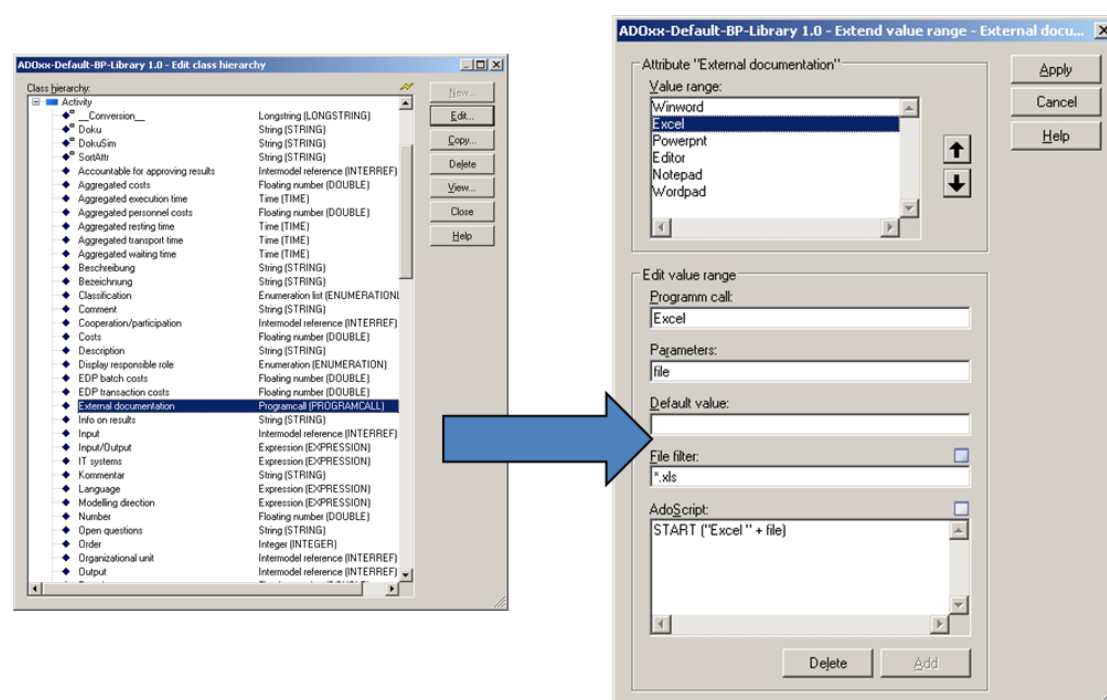 ADOxx-Default-BP-Library 1.0 - Edit class hierarchy
Class hierarchy:
Activity
__Conversion__ Longstring (LONGSTRING)
Doku String (STRING)
DokuSim String (STRING)
SortAttr String (STRING)
Accountable for approving results Intermodel reference (INTERREF)
Aggregated costs Floating number (DOUBLE)
Aggregated execution time Time (TIME)
Aggregated personnel costs Floating number (DOUBLE)
Aggregated resting time Time (TIME)
Aggregated transport time Time (TIME)
Aggregated waiting time Time (TIME)
Beschreibung String (STRING)
Bezeichnung String (STRING)
Classification Enumeration list (ENUMERATIONL
Comment String (STRING)
Cooperation/participation Intermodel reference (INTERREF)
Costs Floating number (DOUBLE)
Description String (STRING)
Display responsible role Enumeration (ENUMERATION)
EDP batch costs Floating number (DOUBLE)
EDP transaction costs Floating number (DOUBLE)
External documentation Programcall (PROGRAMCALL)
Info on results String (STRING)
Input Intermodel reference (INTERREF)
Input/Output Expression (EXPRESSION)
IT systems Expression (EXPRESSION)
Kommentar String (STRING)
Language Expression (EXPRESSION)
Modelling direction Expression (EXPRESSION)
Number Floating number (DOUBLE)
Open questions String (STRING)
Order Integer (INTEGER)
Organizational unit Intermodel reference (INTERREF)
Output Intermodel reference (INTERREF)
New...
Edit...
Copy...
Delete
View...
Close
Help
ADOxx-Default-BP-Library 1.0 - Extend value range - External docu...
Attribute "External documentation"
Value range:
Winword
Excel
Powerpnt
Editor
Notepad
Wordpad
Edit value range
Programm call:
Excel
Parameters:
file
Default value:
File filter:
*.xls
AdoScript:
START ("Excel " + file)
Delete Add
Apply
Cancel
Help